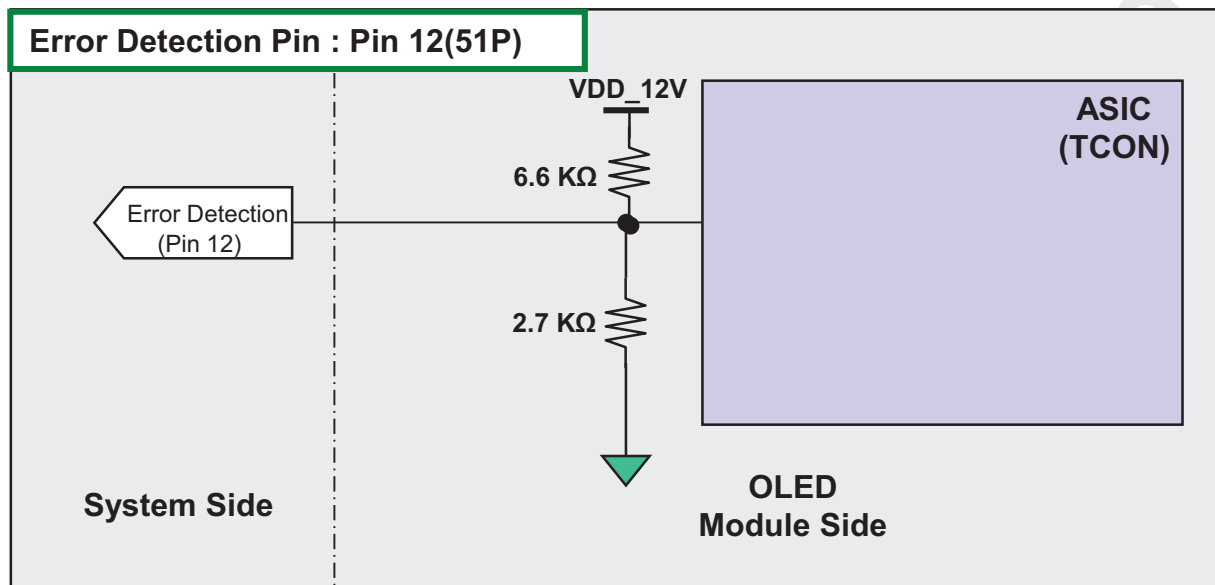 Error Detection Pin : Pin 12(51P)
VDD_12V
ASIC
(TCON)
6.6 KΩ
Error Detection
(Pin 12)
2.7 KΩ
System Side
OLED
Module Side